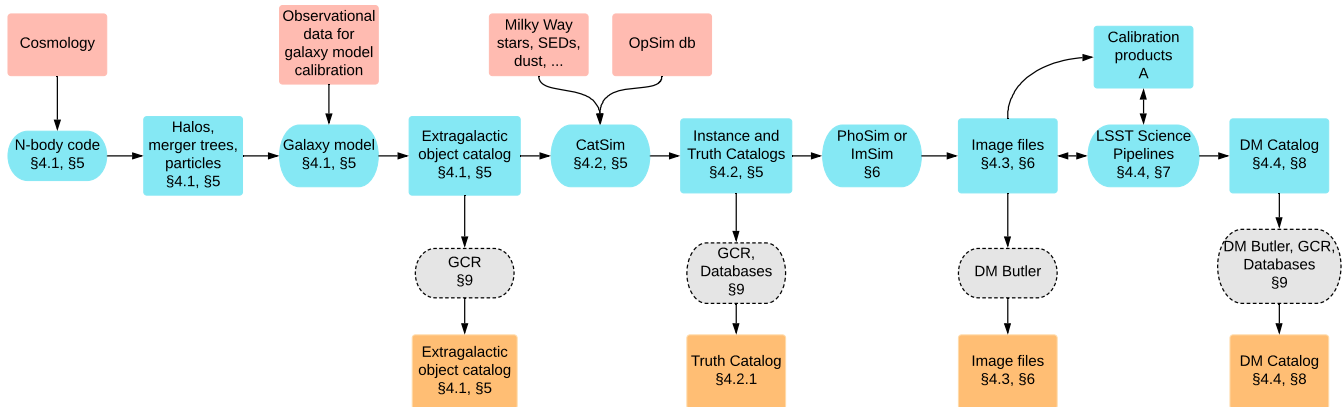 Cosmology
Observational
data for
galaxy model
calibration
Milky Way
stars, SEDs,
dust, ...
OpSim db
Calibration
products
A
N-body code
§4.1, §5
Halos,
merger trees,
particles
§4.1, §5
Galaxy model
§4.1, §5
Extragalactic
object catalog
§4.1, §5
CatSim
§4.2, §5
Instance and
Truth Catalogs
§4.2, §5
PhoSim or
ImSim
§6
Image files
§4.3, §6
LSST Science
Pipelines
§4.4, §7
DM Catalog
§4.4, §8
GCR
§9
GCR,
Databases
§9
DM Butler
DM Butler, GCR,
Databases
§9
Extragalactic
object catalog
§4.1, §5
Truth Catalog
§4.2.1
Image files
§4.3, §6
DM Catalog
§4.4, §8